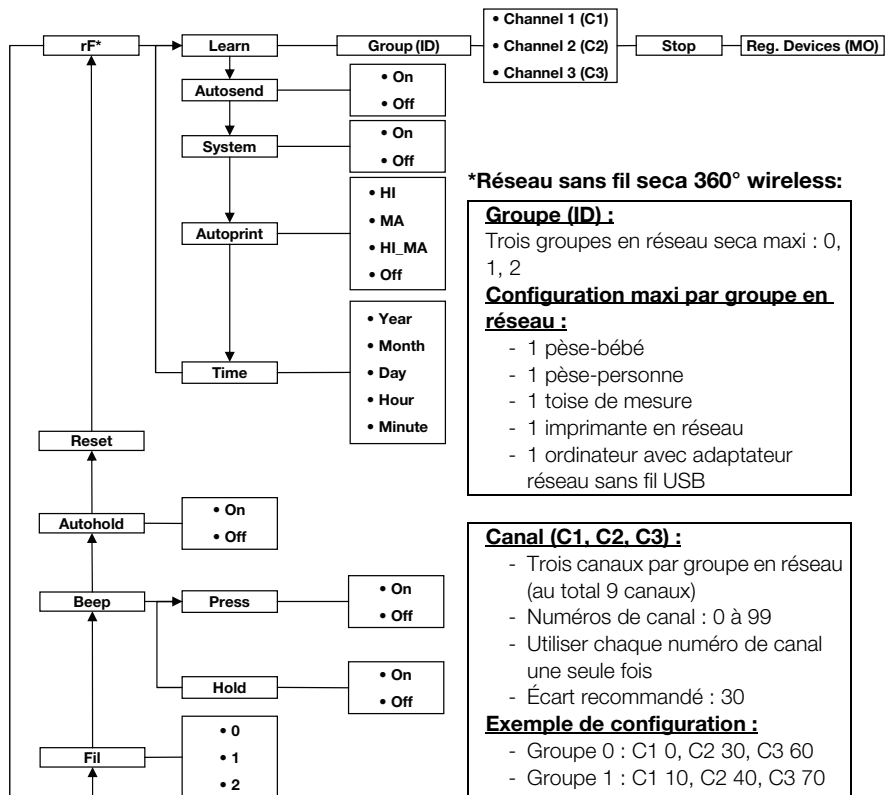 rF*
Learn
Group (ID)
• Channel 1 (C1)
• Channel 2 (C2)
• Channel 3 (C3)
Stop
Reg. Devices (MO)
Autosend
• On
• Off
System
• On
• Off
Autoprint
• HI
• MA
• HI_MA
• Off
Time
• Year
• Month
• Day
• Hour
• Minute
Reset
Autohold
• On
• Off
Beep
Press
• On
• Off
Hold
• On
• Off
Fil
• 0
• 1
• 2
*Réseau sans fil seca 360° wireless:
Groupe (ID) :
Trois groupes en réseau seca maxi : 0,
1, 2
Configuration maxi par groupe en
réseau :
- 1 pèse-bébé
- 1 pèse-personne
- 1 toise de mesure
- 1 imprimante en réseau
- 1 ordinateur avec adaptateur
réseau sans fil USB
Canal (C1, C2, C3) :
- Trois canaux par groupe en réseau
(au total 9 canaux)
- Numéros de canal : 0 à 99
- Utiliser chaque numéro de canal
une seule fois
- Écart recommandé : 30
Exemple de configuration :
- Groupe 0 : C1 0, C2 30, C3 60
- Groupe 1 : C1 10, C2 40, C3 70